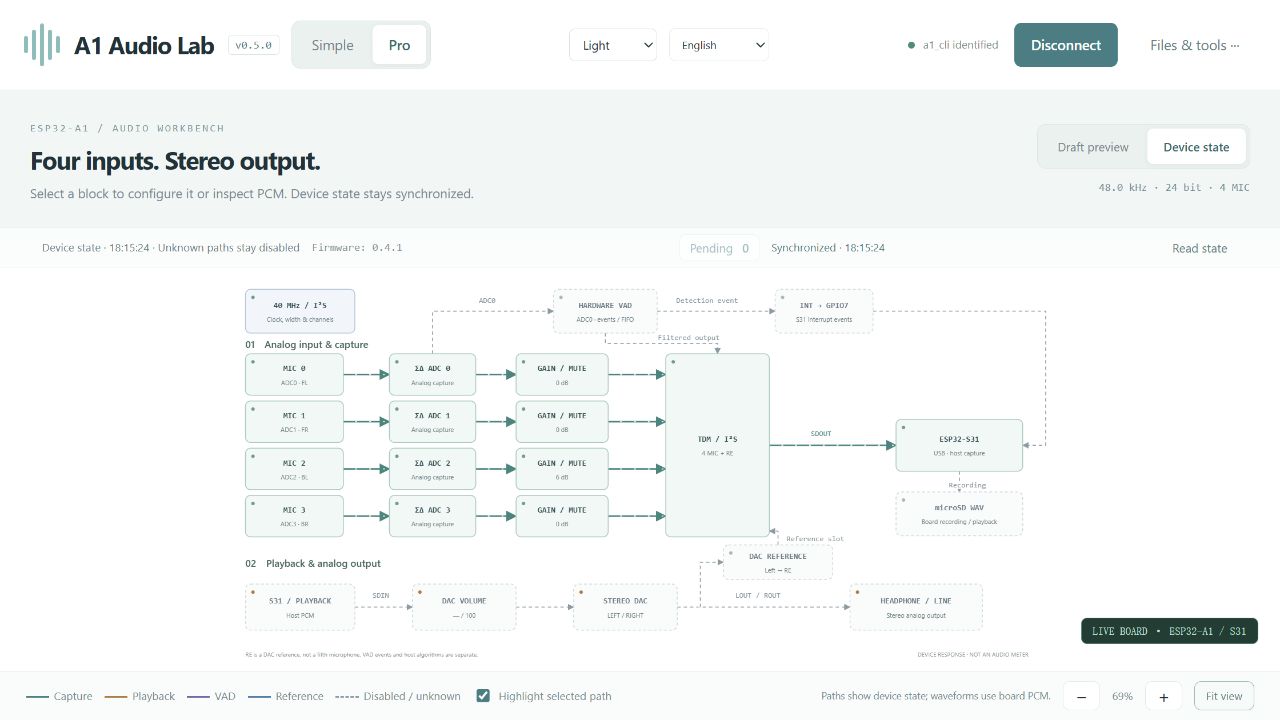 A1 Audio Lab
v0.5.0
Simple
Pro
Light
English
a1_cli identified
Disconnect
Files & tools ···
ESP32-A1 / AUDIO WORKBENCH
Four inputs. Stereo output.
Select a block to configure it or inspect PCM. Device state stays synchronized.
Draft preview
Device state
48.0 kHz · 24 bit · 4 MIC
Device state · 18:15:24 · Unknown paths stay disabled
Firmware: 0.4.1
Pending 0
Synchronized · 18:15:24
Read state
40 MHz / I²S
Clock, width & channels
ADC0
HARDWARE VAD
ADC0 · events / FIFO
Detection event
INT → GPIO7
S31 interrupt events
Filtered output
01 Analog input & capture
MIC 0
ADC0 · FL
ΣΔ ADC 0
Analog capture
GAIN / MUTE
0 dB
MIC 1
ADC1 · FR
ΣΔ ADC 1
Analog capture
GAIN / MUTE
0 dB
MIC 2
ADC2 · BL
ΣΔ ADC 2
Analog capture
GAIN / MUTE
6 dB
MIC 3
ADC3 · BR
ΣΔ ADC 3
Analog capture
GAIN / MUTE
0 dB
TDM / I²S
4 MIC + RE
SDOUT
ESP32-S31
USB · host capture
Recording
microSD WAV
Board recording / playback
Reference slot
DAC REFERENCE
Left → RE
02 Playback & analog output
S31 / PLAYBACK
Host PCM
SDIN
DAC VOLUME
— / 100
STEREO DAC
LEFT / RIGHT
LOUT / ROUT
HEADPHONE / LINE
Stereo analog output
LIVE BOARD • ESP32-A1 / S31
RE is a DAC reference, not a fifth microphone. VAD events and host algorithms are separate.
DEVICE RESPONSE · NOT AN AUDIO METER
Capture
Playback
VAD
Reference
Disabled / unknown
Highlight selected path
Paths show device state; waveforms use board PCM.
−
69%
+
Fit view